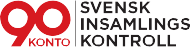 90
KONTO
SVENSK
INSAMLINGS
KONTROLL